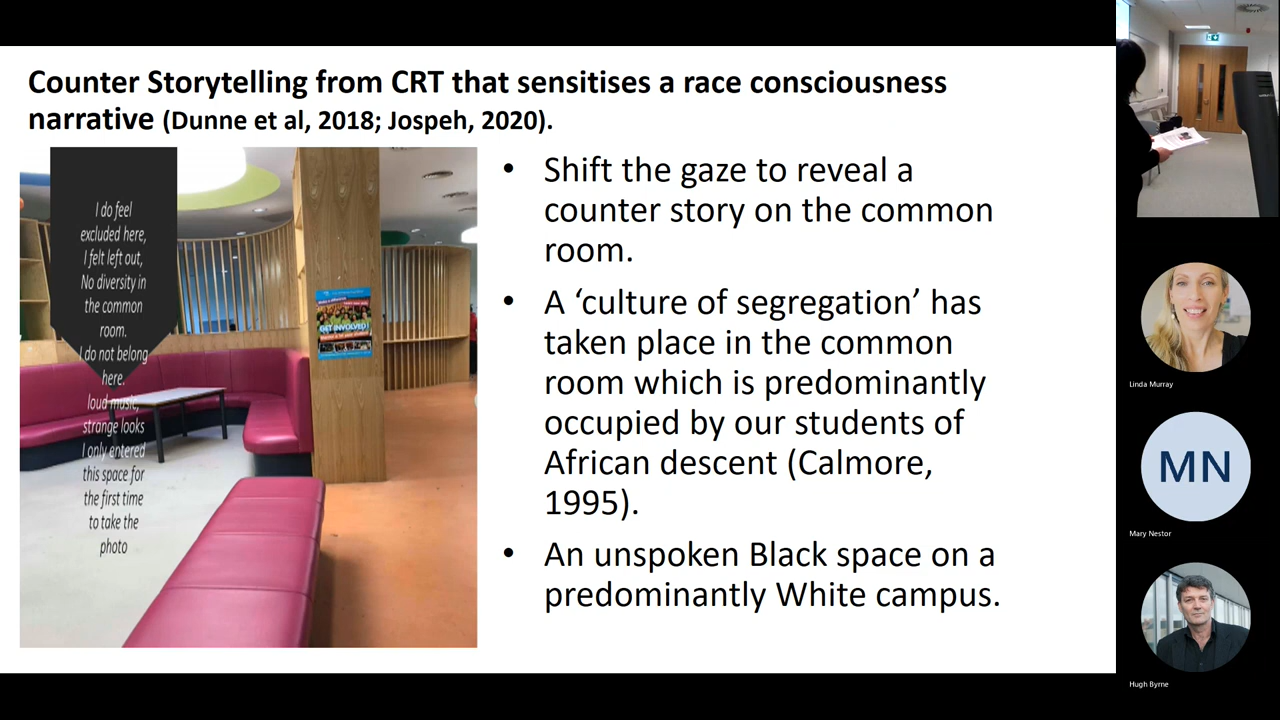 Counter Storytelling from CRT that sensitises a race consciousness
narrative (Dunne et al, 2018; Jospeh, 2020).
I do feel
excluded here,
I felt left out,
No diversity in
the common
room.
I do not belong
here.
loud music,
strange looks
I only entered
this space for
the first time
to take the
photo
GET INVOLVED!
• Shift the gaze to reveal a
counter story on the common
room.
• A ‘culture of segregation’ has
taken place in the common
room which is predominantly
occupied by our students of
African descent (Calmore,
1995).
• An unspoken Black space on a
predominantly White campus.
Linda Murray
MN
Mary Nestor
Hugh Byrne